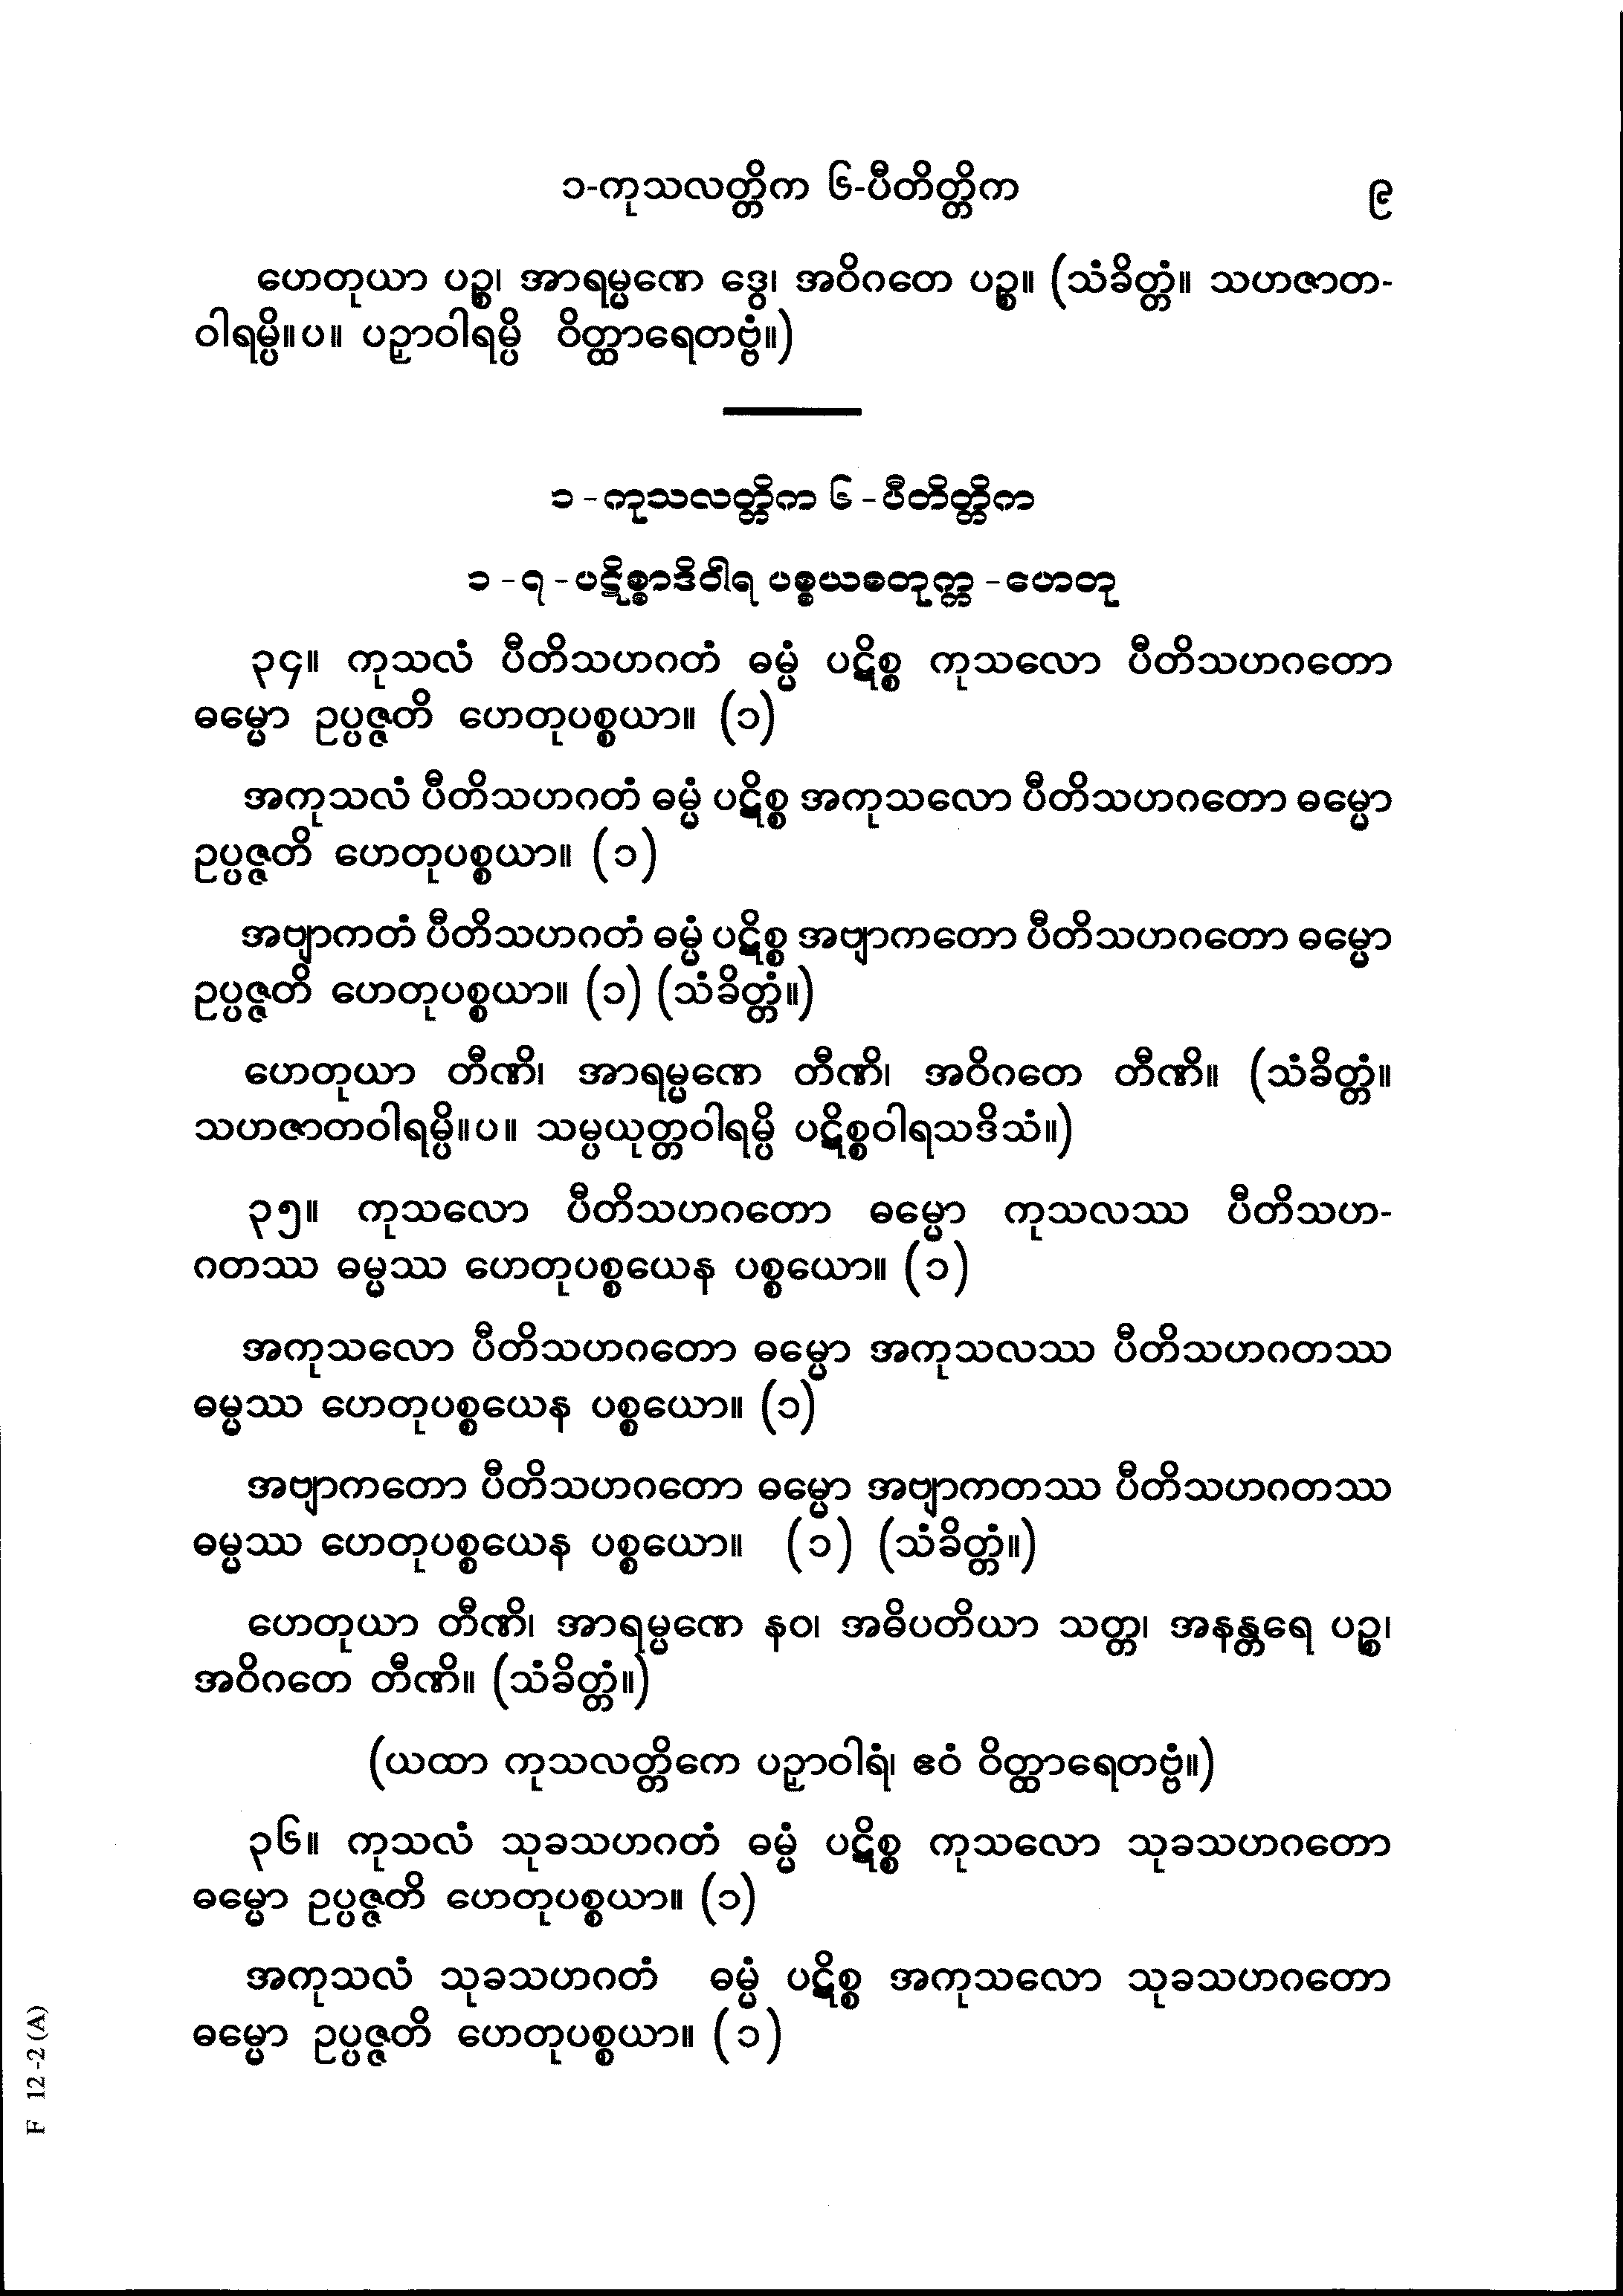 ၁-ကုသလတ္တိက ၆-ပီတိတ္တိက ၉
ဟေတုယာ ပဉ္စ၊ အာရမ္မဏေ ဒွေ၊ အဝိဂတေ ပဉ္စ။ (သံခိတ္တံ။ သဟဇာတ-
ဝါရမ္ပိ။ပ။ ပဉှာဝါရမ္ပိ ဝိတ္ထာရေတဗ္ဗံ။)
၁ - ကုသလတ္တိက ၆ - ပီတိတ္တိက
၁ - ၇ - ပဋိစ္စာဒိဝါရ ပစ္စယစတုက္က - ဟေတု
၃၄။ ကုသလံ ပီတိသဟဂတံ ဓမ္မံ ပဋိစ္စ ကုသလော ပီတိသဟဂတော
ဓမ္မော ဥပ္ပဇ္ဇတိ ဟေတုပစ္စယာ။ (၁)
အကုသလံ ပီတိသဟဂတံ ဓမ္မံ ပဋိစ္စ အကုသလော ပီတိသဟဂတော ဓမ္မော
ဥပ္ပဇ္ဇတိ ဟေတုပစ္စယာ။ (၁)
အဗျာကတံ ပီတိသဟဂတံ ဓမ္မံ ပဋိစ္စ အဗျာကတော ပီတိသဟဂတော ဓမ္မော
ဥပ္ပဇ္ဇတိ ဟေတုပစ္စယာ။ (၁) (သံခိတ္တံ။)
ဟေတုယာ တီဏိ၊ အာရမ္မဏေ တီဏိ၊ အဝိဂတေ တီဏိ။ (သံခိတ္တံ။
သဟဇာတဝါရမ္ပိ။ပ။ သမ္ပယုတ္တဝါရမ္ပိ ပဋိစ္စဝါရသဒိသံ။)
၃၅။ ကုသလော ပီတိသဟဂတော ဓမ္မော ကုသလဿ ပီတိသဟ-
ဂတဿ ဓမ္မဿ ဟေတုပစ္စယေန ပစ္စယော။ (၁)
အကုသလော ပီတိသဟဂတော ဓမ္မော အကုသလဿ ပီတိသဟဂတဿ
ဓမ္မဿ ဟေတုပစ္စယေန ပစ္စယော။ (၁)
အဗျာကတော ပီတိသဟဂတော ဓမ္မော အဗျာကတဿ ပီတိသဟဂတဿ
ဓမ္မဿ ဟေတုပစ္စယေန ပစ္စယော။ (၁) (သံခိတ္တံ။)
ဟေတုယာ တီဏိ၊ အာရမ္မဏေ နဝ၊ အဓိပတိယာ သတ္တ၊ အနန္တရေ ပဉ္စ၊
အဝိဂတေ တီဏိ။ (သံခိတ္တံ။)
(ယထာ ကုသလတ္တိကေ ပဉှာဝါရံ၊ ဧဝံ ဝိတ္ထာရေတဗ္ဗံ။)
၃၆။ ကုသလံ သုခသဟဂတံ ဓမ္မံ ပဋိစ္စ ကုသလော သုခသဟဂတော
ဓမ္မော ဥပ္ပဇ္ဇတိ ဟေတုပစ္စယာ။ (၁)
အကုသလံ သုခသဟဂတံ ဓမ္မံ ပဋိစ္စ အကုသလော သုခသဟဂတော
ဓမ္မော ဥပ္ပဇ္ဇတိ ဟေတုပစ္စယာ။ (၁)
F 12 -2 (A)